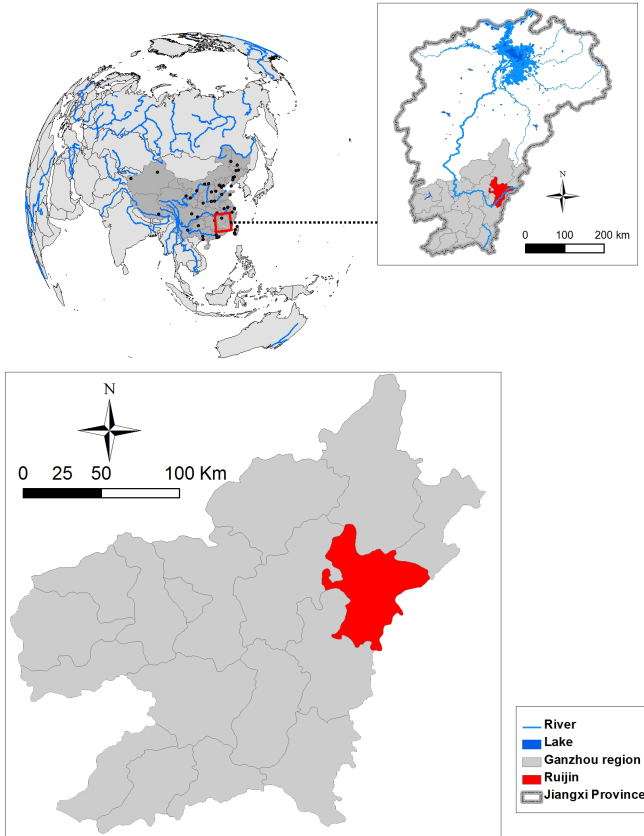 N
0 100 200 km
N
0 25 50 100 Km
River
Lake
Ganzhou region
Ruijin
Jiangxi Province